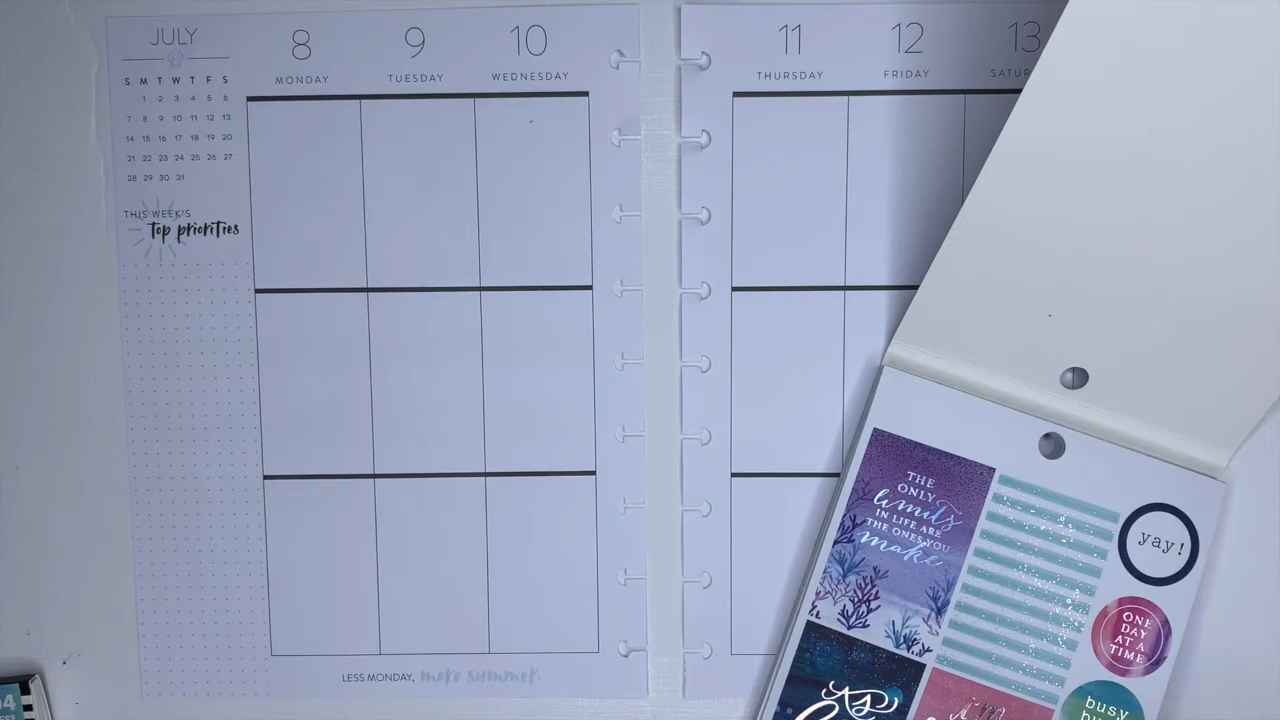 JULY
S M T W T F S
1 2 3 4 5 6
7 8 9 10 11 12 13
14 15 16 17 18 19 20
21 22 23 24 25 26 27
28 29 30 31
THIS WEEK'S
top priorities
8
MONDAY
9
TUESDAY
10
WEDNESDAY
LESS MONDAY, more summer.
11
THURSDAY
12
FRIDAY
13
SATUR
THE
ONLY
limits
IN LIFE ARE
THE ONES YOU
make
yay!
ONE
DAY
AT A
TIME
busy
i'm